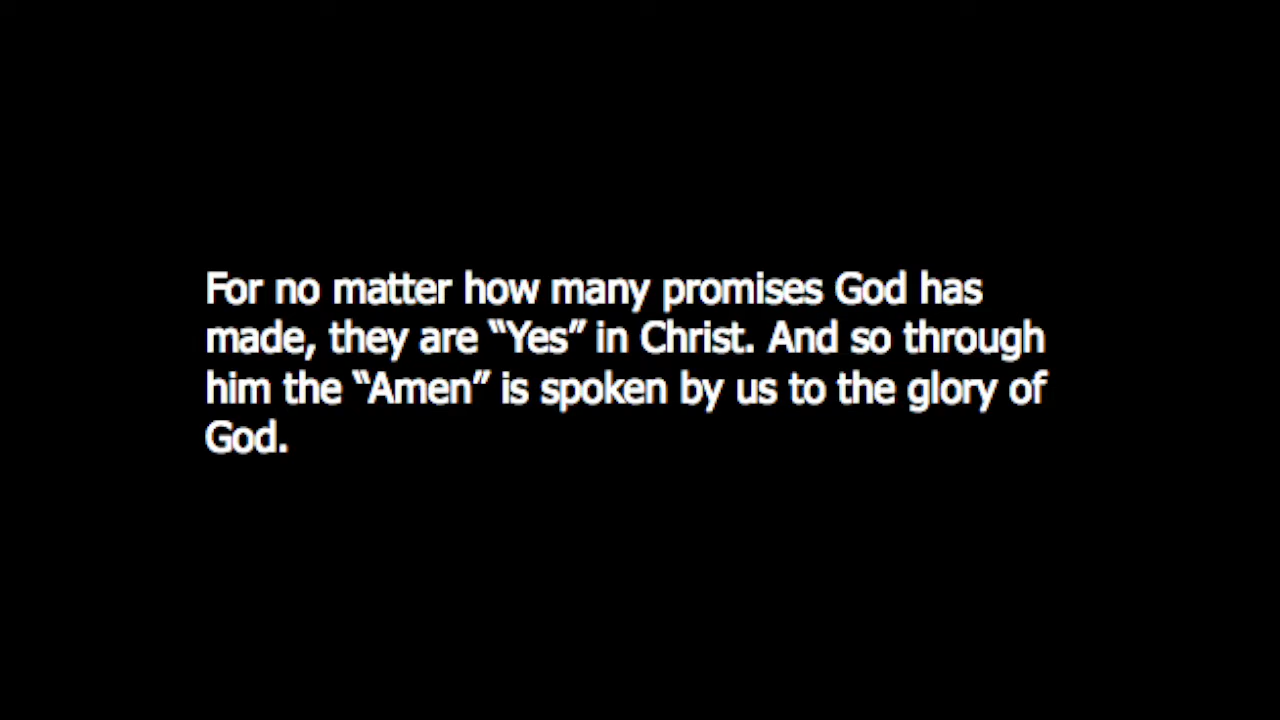 For no matter how many promises God has
made, they are “Yes” in Christ. And so through
him the “Amen” is spoken by us to the glory of
God.